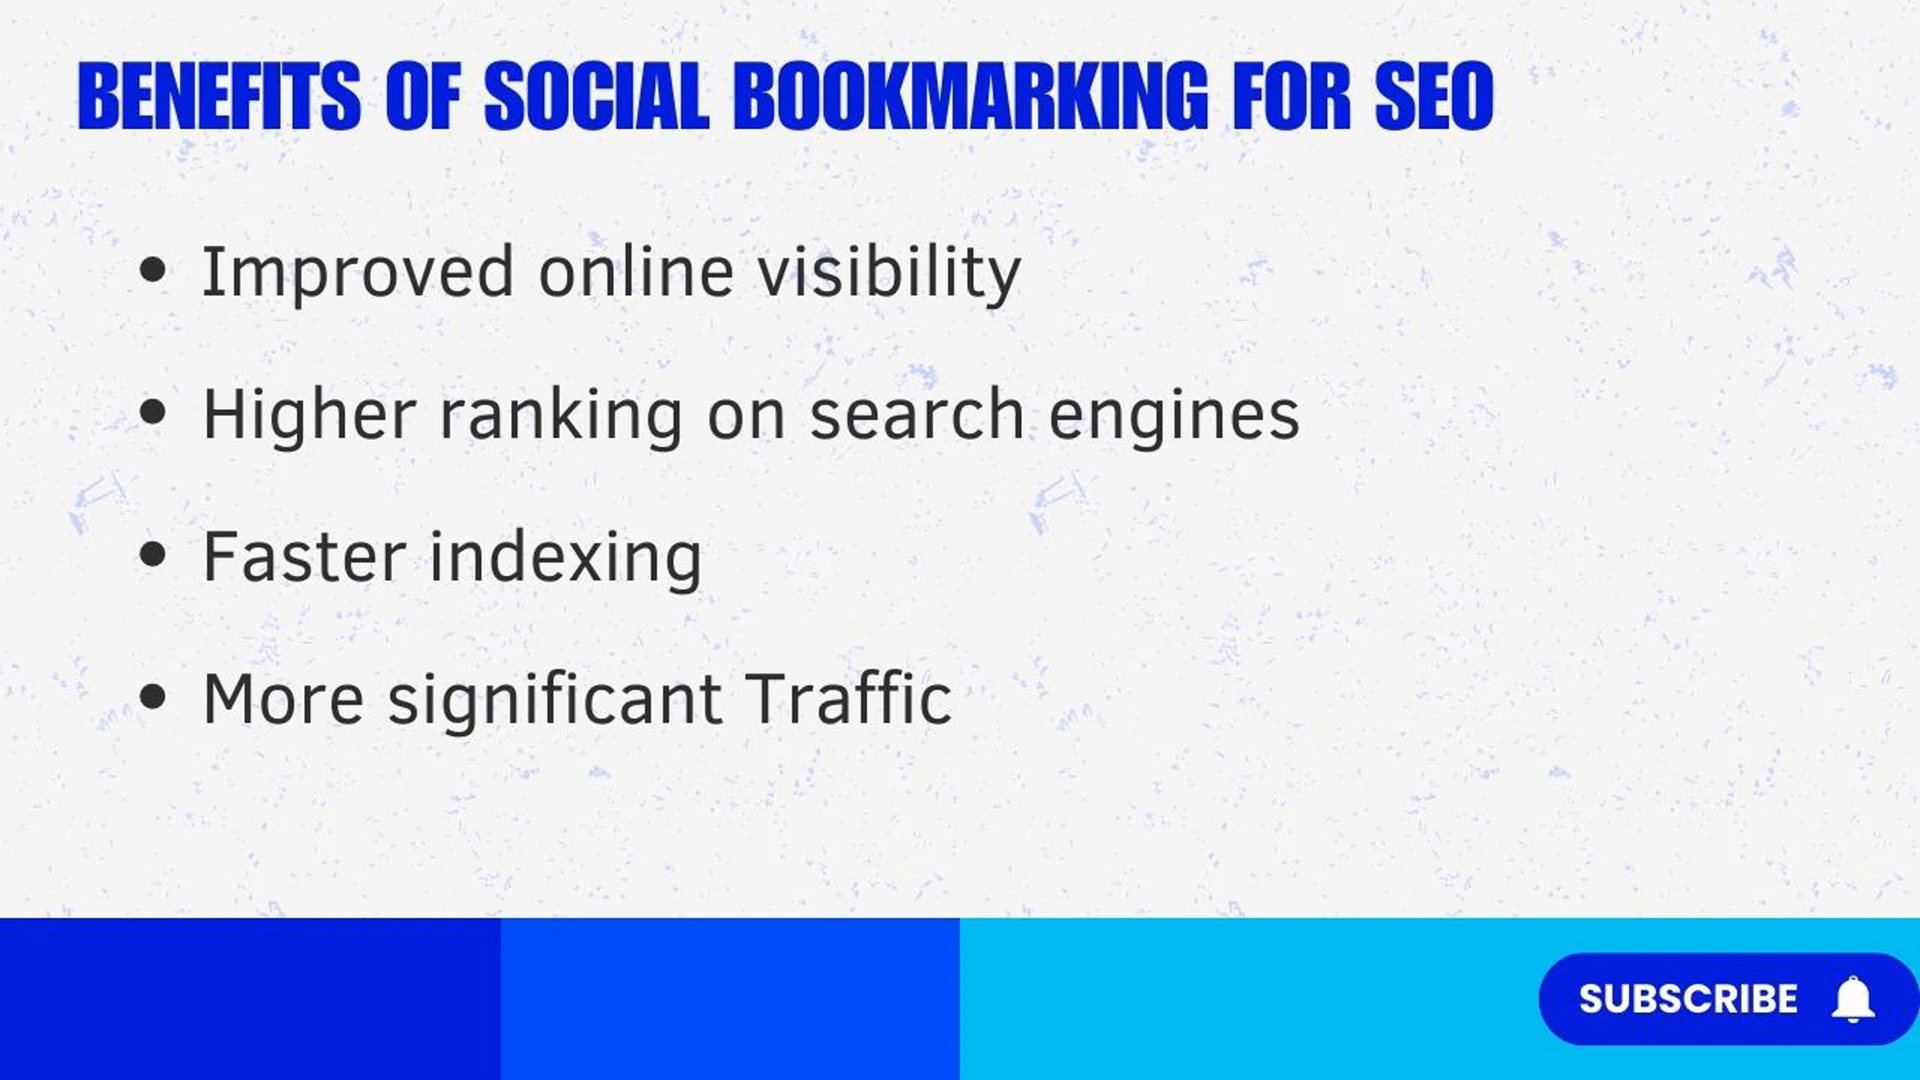 BENEFITS OF SOCIAL BOOKMARKING FOR SEO
• Improved online visibility
• Higher ranking on search engines
• Faster indexing
• More significant Traffic
SUBSCRIBE